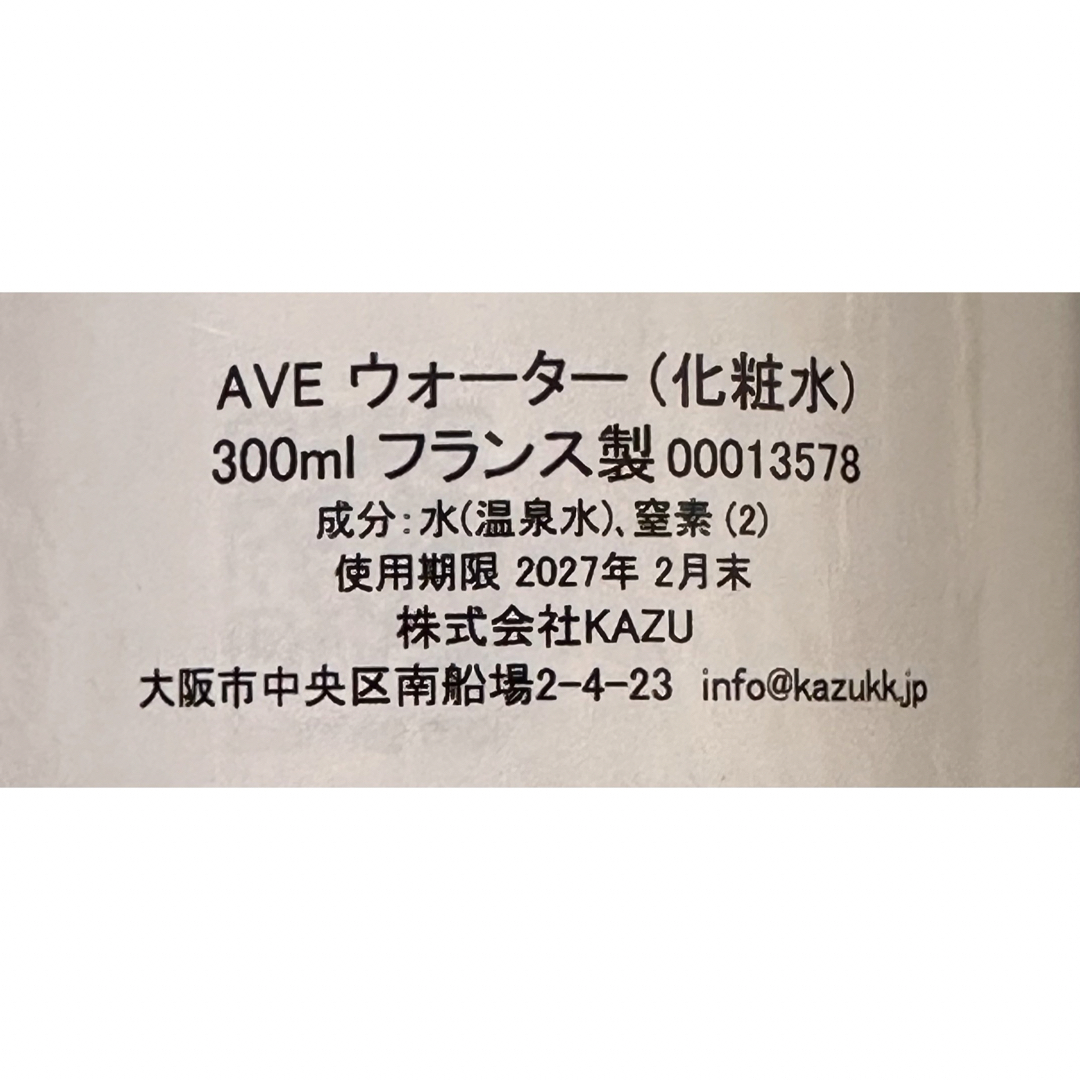 AVE ウォーター (化粧水)
300ml フランス製 00013578
成分: 水(温泉水)、窒素 (2)
使用期限 2027年 2月末
株式会社KAZU
大阪市中央区南船場2-4-23 info@kazukk.jp